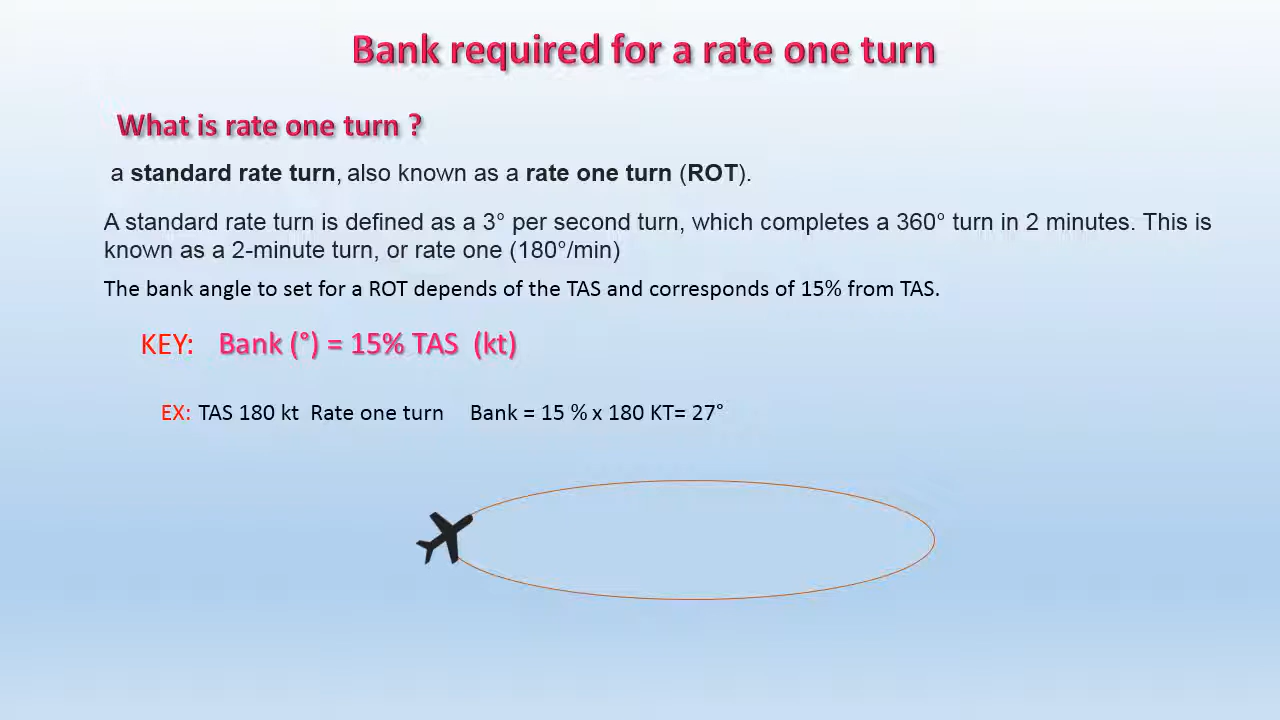 Bank required for a rate one turn
What is rate one turn ?
a standard rate turn, also known as a rate one turn (ROT).
A standard rate turn is defined as a 3° per second turn, which completes a 360° turn in 2 minutes. This is
known as a 2-minute turn, or rate one (180°/min)
The bank angle to set for a ROT depends of the TAS and corresponds of 15% from TAS.
KEY: Bank (°) = 15% TAS (kt)
EX: TAS 180 kt Rate one turn Bank = 15 % x 180 KT= 27°